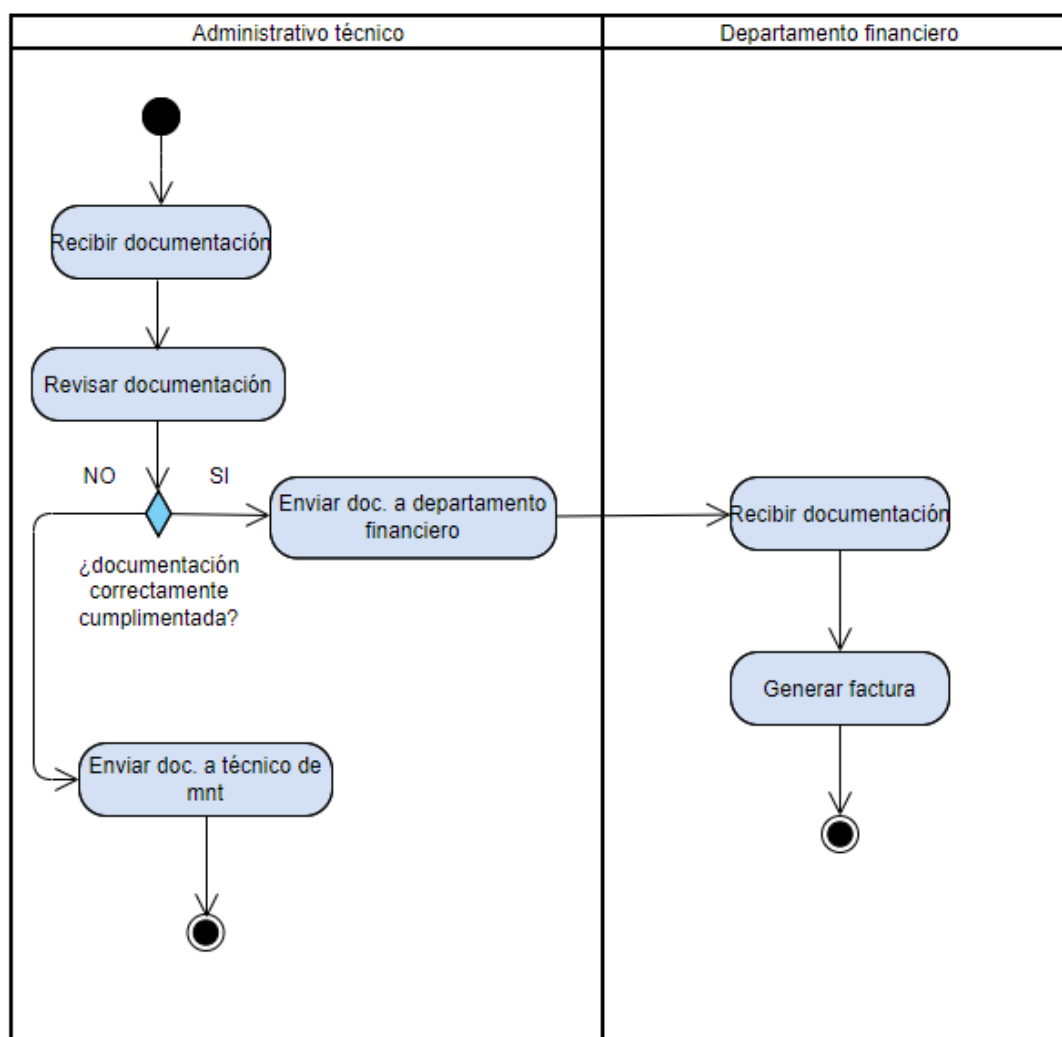 Administrativo técnico
Departamento financiero
Recibir documentación
Revisar documentación
NO
SI
Enviar doc. a departamento
financiero
Recibir documentación
¿documentación
correctamente
cumplimentada?
Generar factura
Enviar doc. a técnico de
mnt